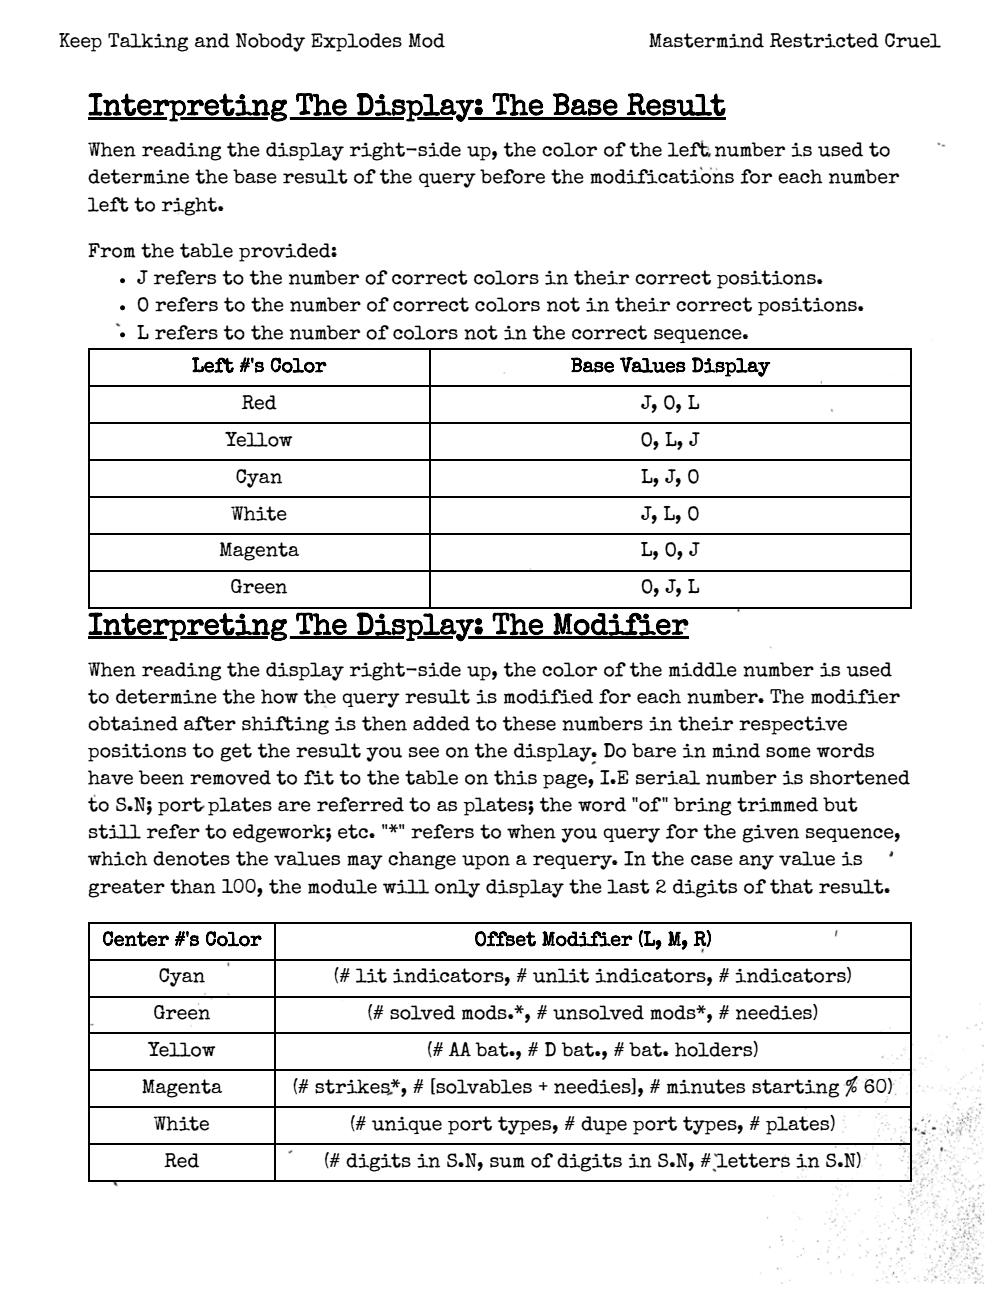 Keep Talking and Nobody Explodes Mod Mastermind Restricted Cruel
Interpreting The Display: The Base Result
When reading the display right-side up, the color of the left number is used to
determine the base result of the query before the modifications for each number
left to right.
From the table provided:
• J refers to the number of correct colors in their correct positions.
• O refers to the number of correct colors not in their correct positions.
• L refers to the number of colors not in the correct sequence.
Left #'s Color Base Values Display
Red J, O, L
Yellow O, L, J
Cyan L, J, O
White J, L, O
Magenta L, O, J
Green O, J, L
Interpreting The Display: The Modifier
When reading the display right-side up, the color of the middle number is used
to determine the how the query result is modified for each number. The modifier
obtained after shifting is then added to these numbers in their respective
positions to get the result you see on the display. Do bare in mind some words
have been removed to fit to the table on this page, I.E serial number is shortened
to S.N; port plates are referred to as plates; the word "of" bring trimmed but
still refer to edgework; etc. "*" refers to when you query for the given sequence,
which denotes the values may change upon a requery. In the case any value is
greater than 100, the module will only display the last 2 digits of that result.
Center #'s Color Offset Modifier (L, M, R)
Cyan (# lit indicators, # unlit indicators, # indicators)
Green (# solved mods.*, # unsolved mods*, # needies)
Yellow (# AA bat., # D bat., # bat. holders)
Magenta (# strikes*, # [solvables + needies], # minutes starting % 60)
White (# unique port types, # dupe port types, # plates)
Red (# digits in S.N, sum of digits in S.N, # letters in S.N)